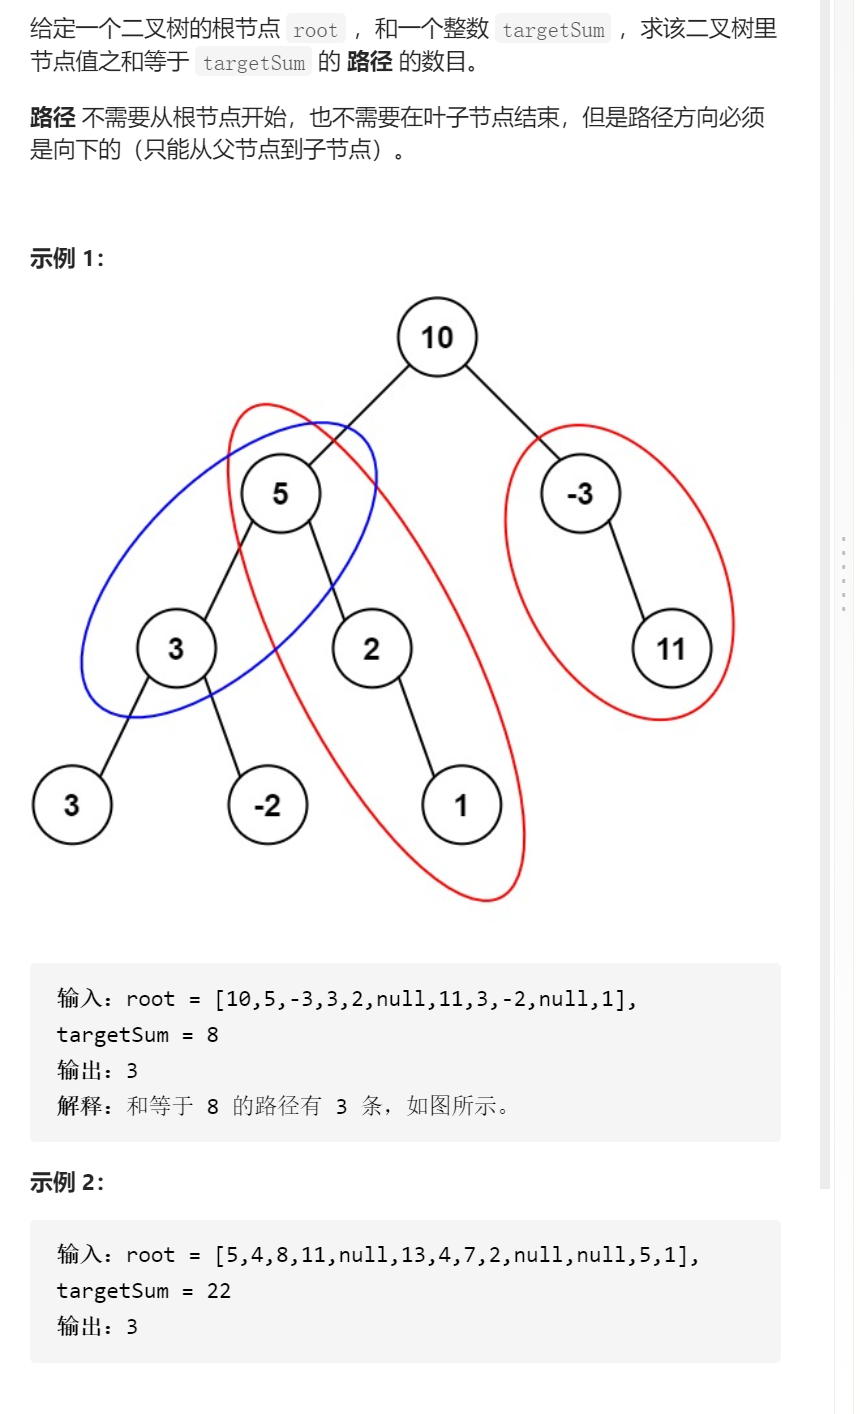 给定一个二叉树的根节点 root ，和一个整数 targetSum ，求该二叉树里
节点值之和等于 targetSum 的 路径 的数目。
路径 不需要从根节点开始，也不需要在叶子节点结束，但是路径方向必须
是向下的（只能从父节点到子节点）。
示例 1：
10
5
-3
3
2
11
3
-2
1
输入：root = [10,5,-3,3,2,null,11,3,-2,null,1],
targetSum = 8
输出：3
解释：和等于 8 的路径有 3 条，如图所示。
示例 2：
输入：root = [5,4,8,11,null,13,4,7,2,null,null,5,1],
targetSum = 22
输出：3